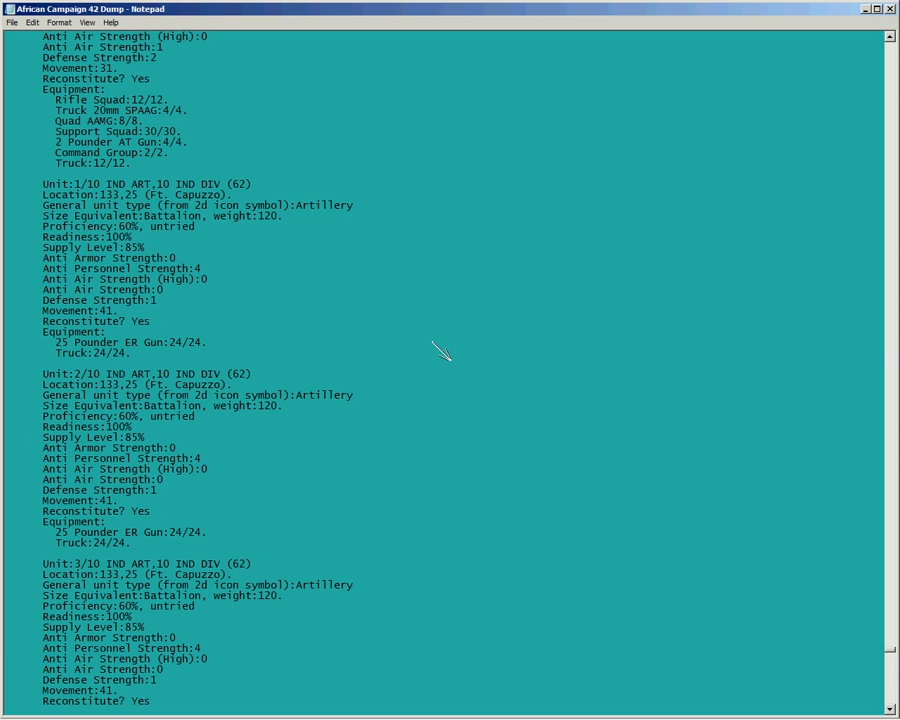 African Campaign 42 Dump - Notepad
File Edit Format View Help
Anti Air Strength (High):0
Anti Air Strength:1
Defense Strength:2
Movement:31.
Reconstitute? Yes
Equipment:
Rifle Squad:12/12.
Truck 20mm SPAAG:4/4.
Quad AAMG:8/8.
Support Squad:30/30.
2 Pounder AT Gun:4/4.
Command Group:2/2.
Truck:12/12.
Unit:1/10 IND ART,10 IND DIV (62)
Location:133,25 (Ft. Capuzzo).
General unit type (from 2d icon symbol):Artillery
Size Equivalent:Battalion, weight:120.
Proficiency:60%, untried
Readiness:100%
Supply Level:85%
Anti Armor Strength:0
Anti Personnel Strength:4
Anti Air Strength (High):0
Anti Air Strength:0
Defense Strength:1
Movement:41.
Reconstitute? Yes
Equipment:
25 Pounder ER Gun:24/24.
Truck:24/24.
Unit:2/10 IND ART,10 IND DIV (62)
Location:133,25 (Ft. Capuzzo).
General unit type (from 2d icon symbol):Artillery
Size Equivalent:Battalion, weight:120.
Proficiency:60%, untried
Readiness:100%
Supply Level:85%
Anti Armor Strength:0
Anti Personnel Strength:4
Anti Air Strength (High):0
Anti Air Strength:0
Defense Strength:1
Movement:41.
Reconstitute? Yes
Equipment:
25 Pounder ER Gun:24/24.
Truck:24/24.
Unit:3/10 IND ART,10 IND DIV (62)
Location:133,25 (Ft. Capuzzo).
General unit type (from 2d icon symbol):Artillery
Size Equivalent:Battalion, weight:120.
Proficiency:60%, untried
Readiness:100%
Supply Level:85%
Anti Armor Strength:0
Anti Personnel Strength:4
Anti Air Strength (High):0
Anti Air Strength:0
Defense Strength:1
Movement:41.
Reconstitute? Yes